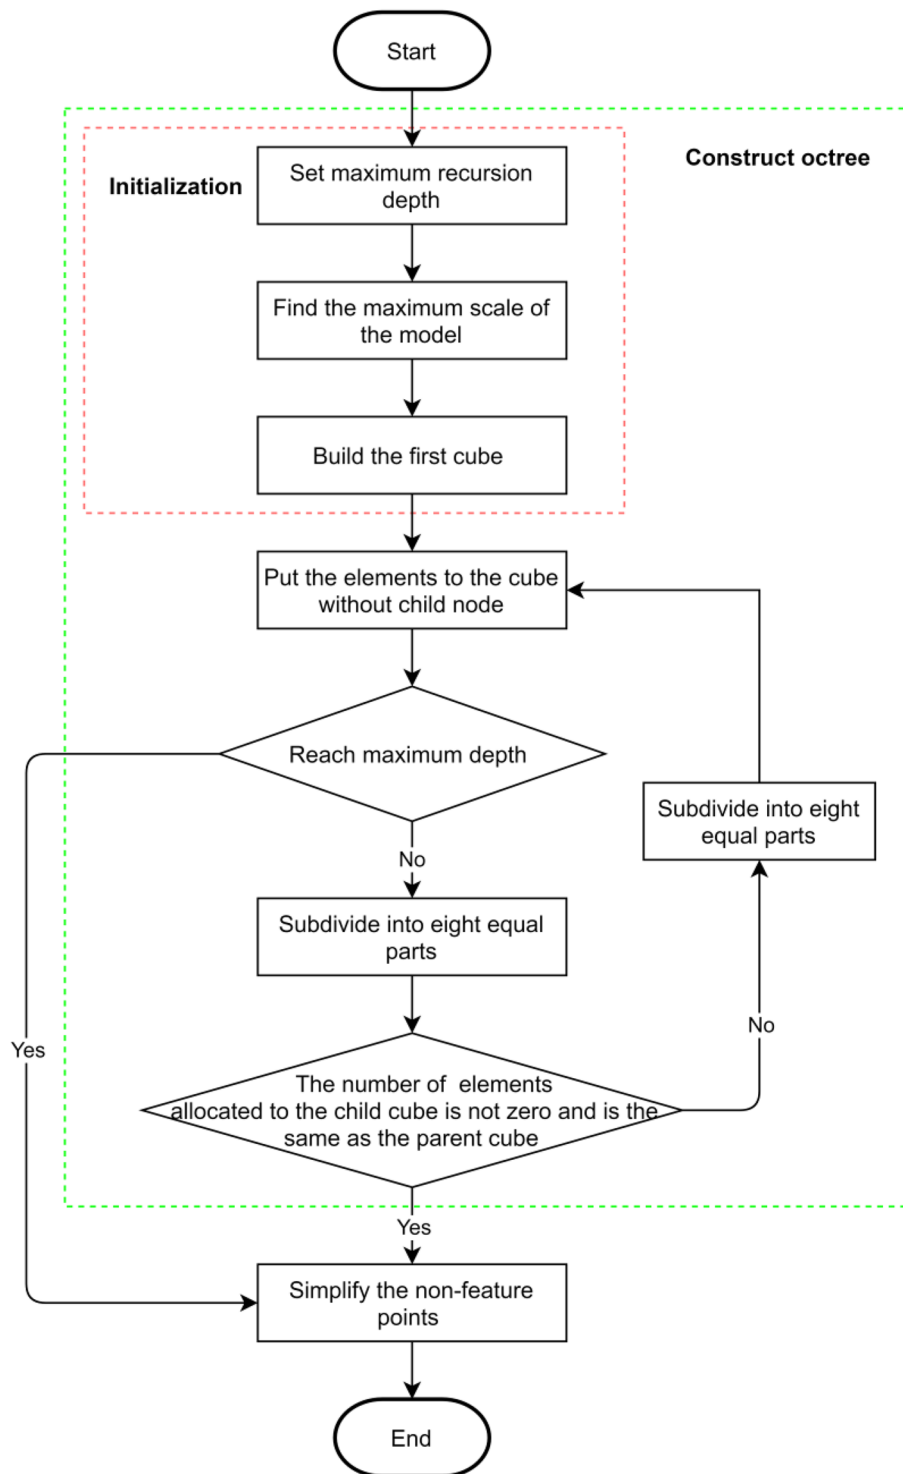 Start
Construct octree
Initialization
Set maximum recursion
depth
Find the maximum scale of
the model
Build the first cube
Put the elements to the cube
without child node
Reach maximum depth
Subdivide into eight
equal parts
No
Subdivide into eight equal
parts
No
Yes
The number of elements
allocated to the child cube is not zero and is the
same as the parent cube
Yes
Simplify the non-feature
points
End